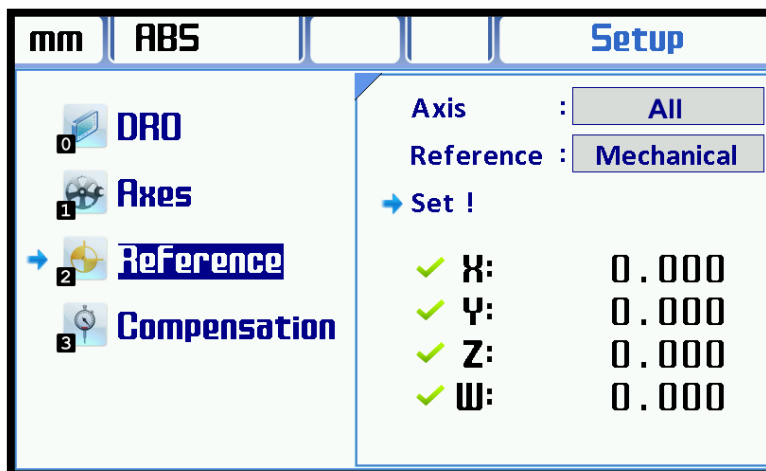 mm ABS Setup
0 DRO
1 Axes
2 Reference
3 Compensation
Axis : All
Reference : Mechanical
Set !
X: 0.000
Y: 0.000
Z: 0.000
W: 0.000